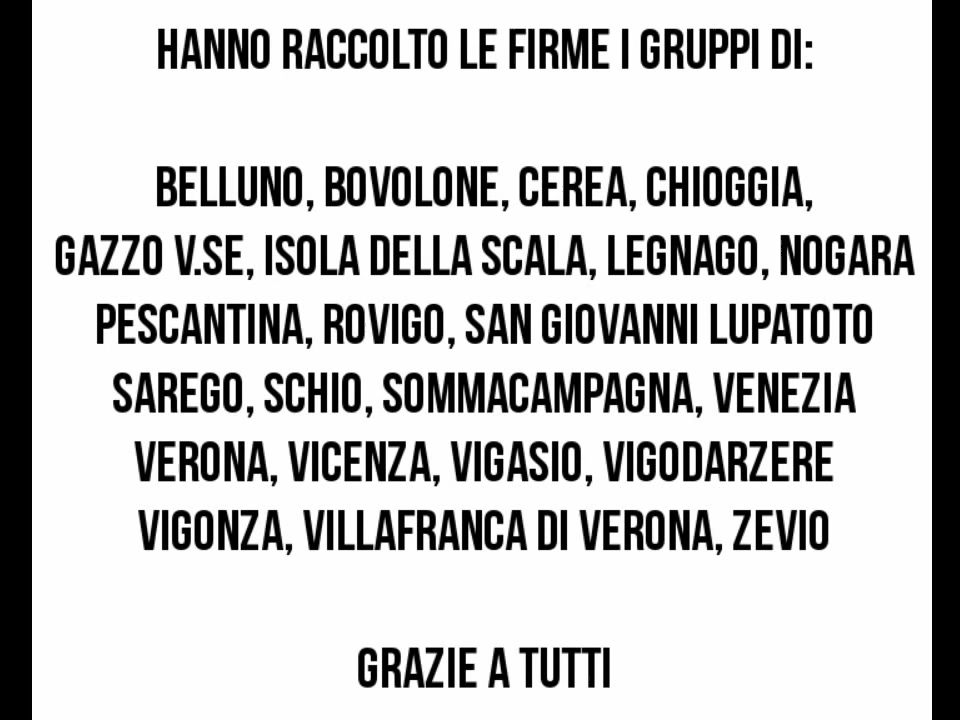 HANNO RACCOLTO LE FIRME I GRUPPI DI:
BELLUNO, BOVOLONE, CEREA, CHIOGGIA,
GAZZO V.SE, ISOLA DELLA SCALA, LEGNAGO, NOGARA
PESCANTINA, ROVIGO, SAN GIOVANNI LUPATOTO
SAREGO, SCHIO, SOMMACAMPAGNA, VENEZIA
VERONA, VICENZA, VIGASIO, VIGODARZERE
VIGONZA, VILLAFRANCA DI VERONA, ZEVIO
GRAZIE A TUTTI